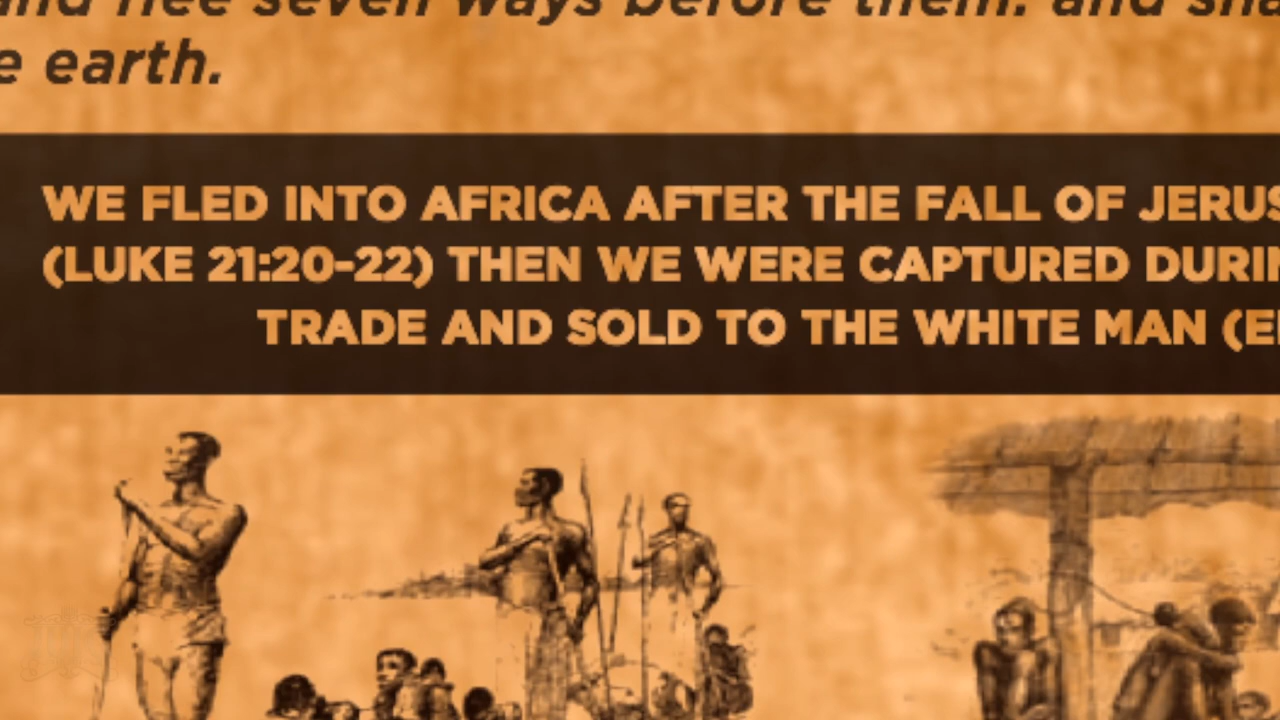 and flee seven ways before them: and sha
e earth.
WE FLED INTO AFRICA AFTER THE FALL OF JERUS
(LUKE 21:20-22) THEN WE WERE CAPTURED DURIN
TRADE AND SOLD TO THE WHITE MAN (E